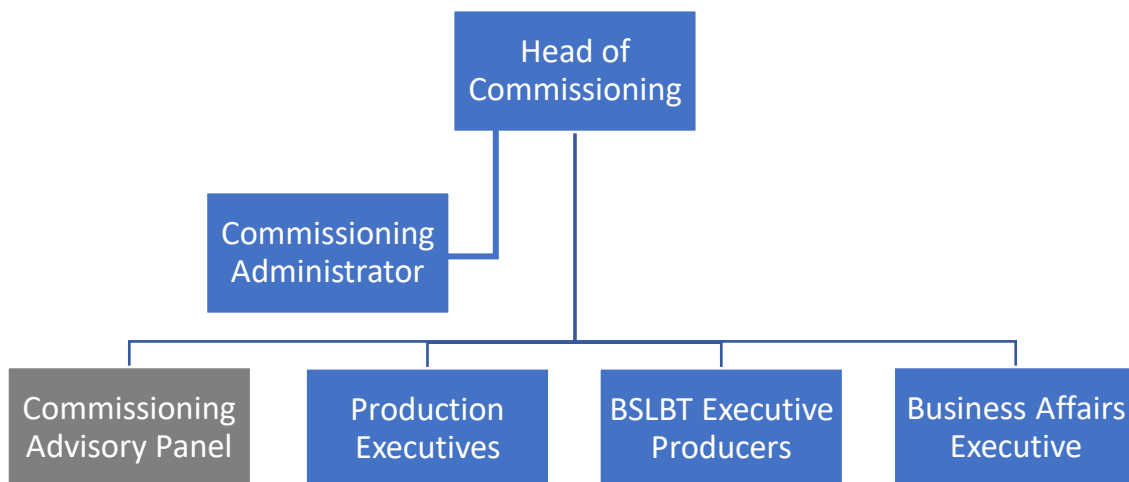 Head of
Commissioning
Commissioning
Administrator
Commissioning
Advisory Panel
Production
Executives
BSLBT Executive
Producers
Business Affairs
Executive